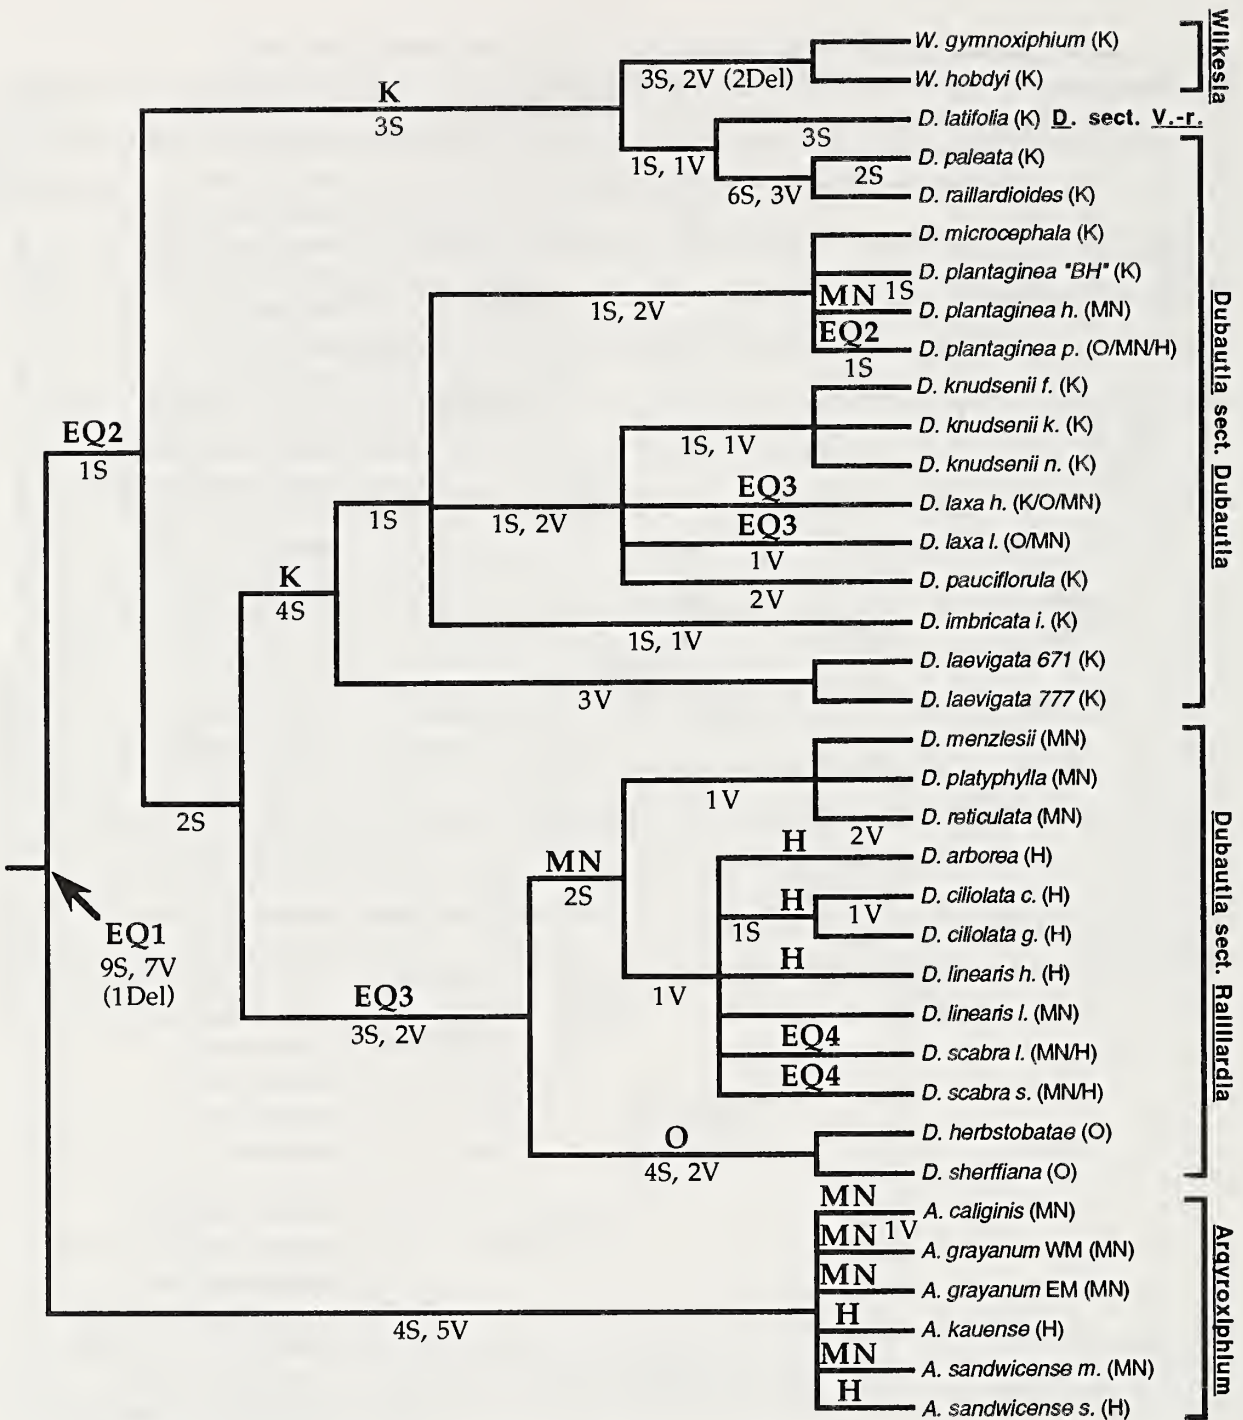 W. gymnoxiphium (K)
K
3S, 2V (2Del)
W. hobdyi (K)
Wilkesia
3S
D. latifolia (K) D. sect. V.-r.
3S
1S, 1V
D. paleata (K)
2S
6S, 3V
D. raillardioides (K)
D. microcephala (K)
D. plantaginea "BH" (K)
1S, 2V
MN 1S
D. plantaginea h. (MN)
EQ2
D. plantaginea p. (O/MN/H)
1S
D. knudsenii f. (K)
EQ2
1S
1S, 1V
D. knudsenii k. (K)
D. knudsenii n. (K)
EQ3
1S
1S, 2V
D. laxa h. (K/O/MN)
EQ3
D. laxa l. (O/MN)
1V
K
4S
D. pauciflorula (K)
2V
1S, 1V
D. imbricata i. (K)
D. laevigata 671 (K)
3V
D. laevigata 777 (K)
Dubautia sect. Dubautia
D. menziesii (MN)
1V
D. platyphylla (MN)
2S
D. reticulata (MN)
2V
MN
2S
H
D. arborea (H)
H
D. ciliolata c. (H)
1V
1S
D. ciliolata g. (H)
EQ1
9S, 7V
(1Del)
H
1V
D. linearis h. (H)
EQ3
3S, 2V
D. linearis l. (MN)
EQ4
D. scabra l. (MN/H)
EQ4
D. scabra s. (MN/H)
O
4S, 2V
D. herbstobatae (O)
D. sherffiana (O)
Dubautia sect. Railliardia
MN
A. caliginis (MN)
MN 1V
A. grayanum WM (MN)
MN
A. grayanum EM (MN)
4S, 5V
H
A. kauense (H)
MN
A. sandwicense m. (MN)
H
A. sandwicense s. (H)
Argyroxiphium